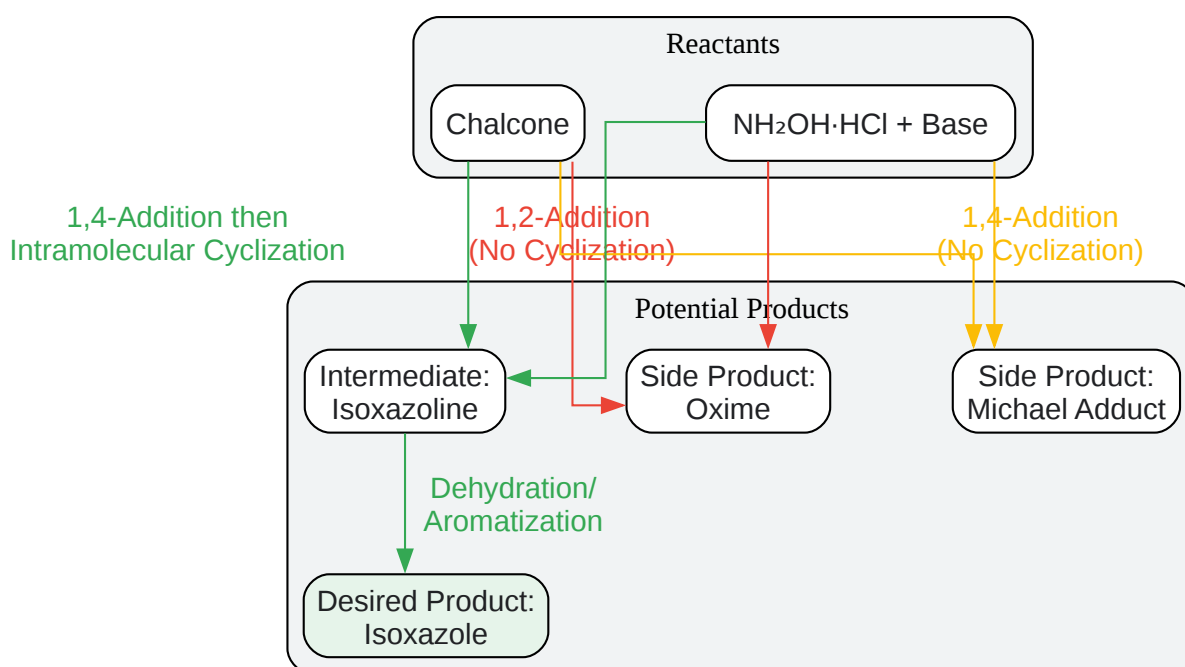 Reactants
Chalcone
NH₂OH·HCl + Base
1,4-Addition then
Intramolecular Cyclization
1,2-Addition
(No Cyclization)
1,4-Addition
(No Cyclization)
Potential Products
Intermediate:
Isoxazoline
Side Product:
Oxime
Side Product:
Michael Adduct
Dehydration/
Aromatization
Desired Product:
Isoxazole